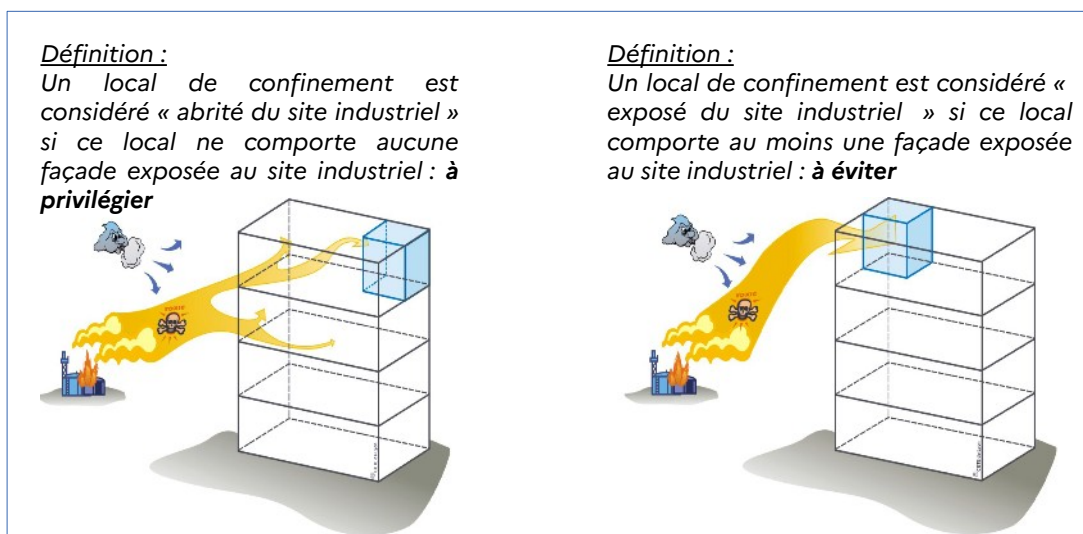 Définition :
Un local de confinement est
considéré « abrité du site industriel »
si ce local ne comporte aucune
façade exposée au site industriel : à
privilégier
Définition :
Un local de confinement est considéré «
exposé du site industriel » si ce local
comporte au moins une façade exposée
au site industriel : à éviter